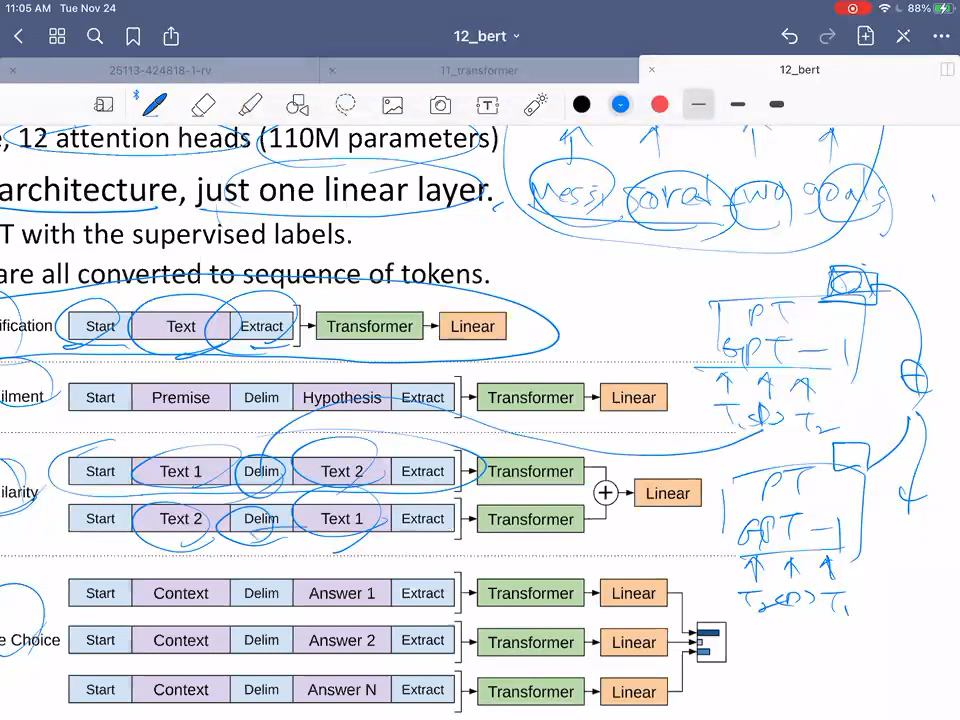 11:05 AM Tue Nov 24
88%
12_bert
25113-424818-1-rv
11_transformer
12_bert
e, 12 attention heads (110M parameters)
architecture, just one linear layer.
T with the supervised labels.
are all converted to sequence of tokens.
Messi two goals
ification Start Text Extract Transformer Linear
ilment Start Premise Delim Hypothesis Extract Transformer Linear
Start Text 1 Delim Text 2 Extract Transformer
ilarity Linear
Start Text 2 Delim Text 1 Extract Transformer
Start Context Delim Answer 1 Extract Transformer Linear
e Choice Start Context Delim Answer 2 Extract Transformer Linear
Start Context Delim Answer N Extract Transformer Linear
PT
GPT-1
T₁ <D> T₂
PT
GPT-1
T₂ <D> T₁